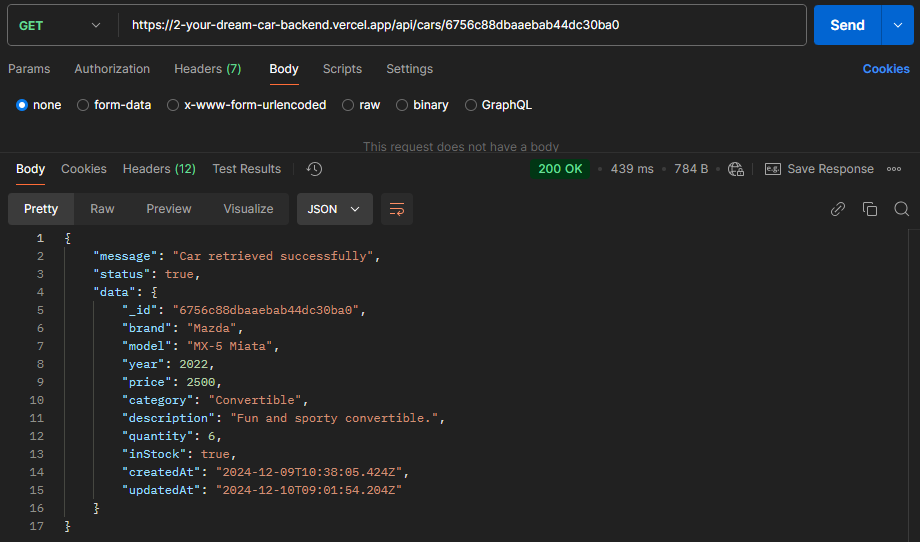 GET https://2-your-dream-car-backend.vercel.app/api/cars/6756c88dbaaebab44dc30ba0 Send
Params Authorization Headers (7) Body Scripts Settings Cookies
none form-data x-www-form-urlencoded raw binary GraphQL
This request does not have a body
Body Cookies Headers (12) Test Results 200 OK • 439 ms • 784 B • e.g. Save Response
Pretty Raw Preview Visualize JSON
1 {
2 "message": "Car retrieved successfully",
3 "status": true,
4 "data": {
5 "_id": "6756c88dbaaebab44dc30ba0",
6 "brand": "Mazda",
7 "model": "MX-5 Miata",
8 "year": 2022,
9 "price": 2500,
10 "category": "Convertible",
11 "description": "Fun and sporty convertible.",
12 "quantity": 6,
13 "inStock": true,
14 "createdAt": "2024-12-09T10:38:05.424Z",
15 "updatedAt": "2024-12-10T09:01:54.204Z"
16 }
17 }